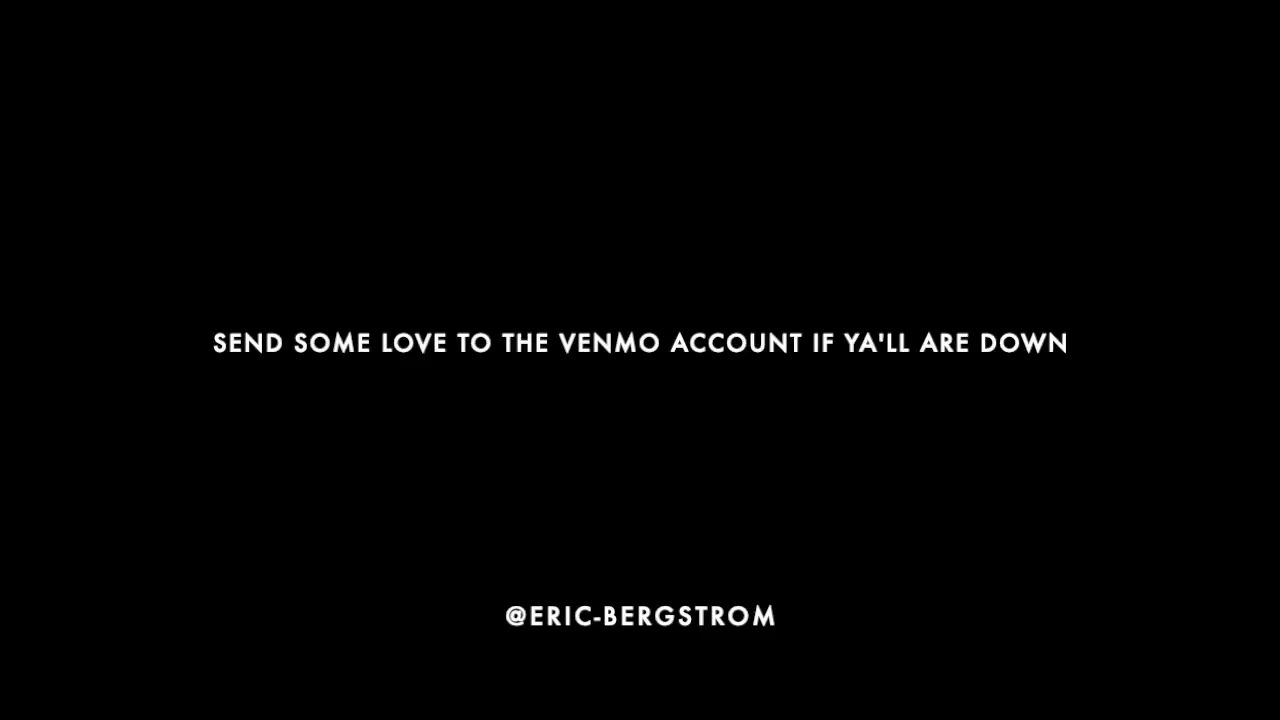 SEND SOME LOVE TO THE VENMO ACCOUNT IF YA'LL ARE DOWN
@ERIC-BERGSTROM